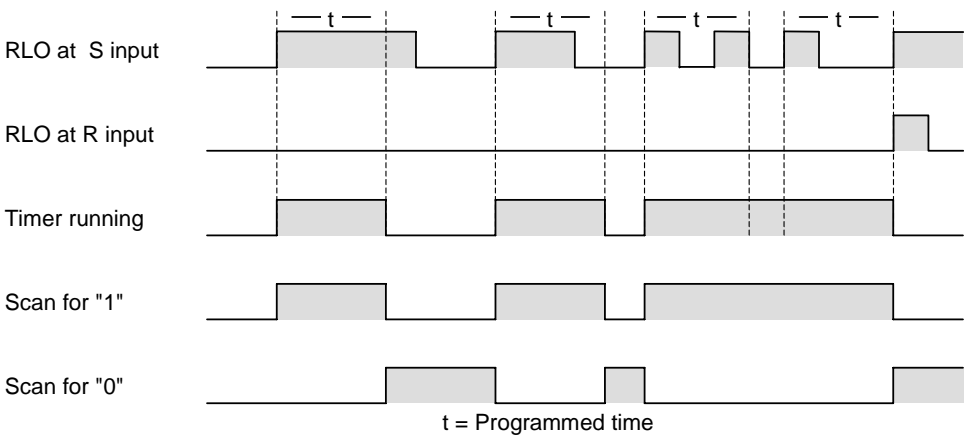 t t t t
RLO at S input
RLO at R input
Timer running
Scan for "1"
Scan for "0"
t = Programmed time